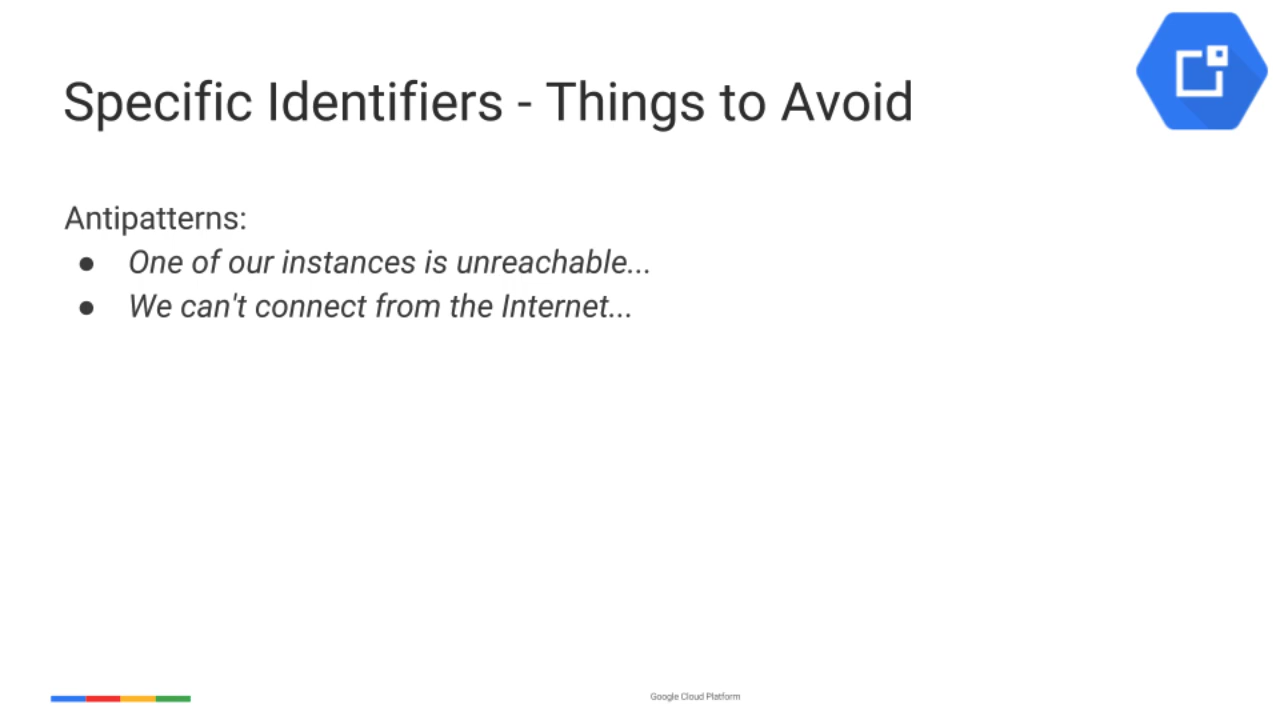 Specific Identifiers - Things to Avoid
Antipatterns:
● One of our instances is unreachable...
● We can't connect from the Internet...
Google Cloud Platform